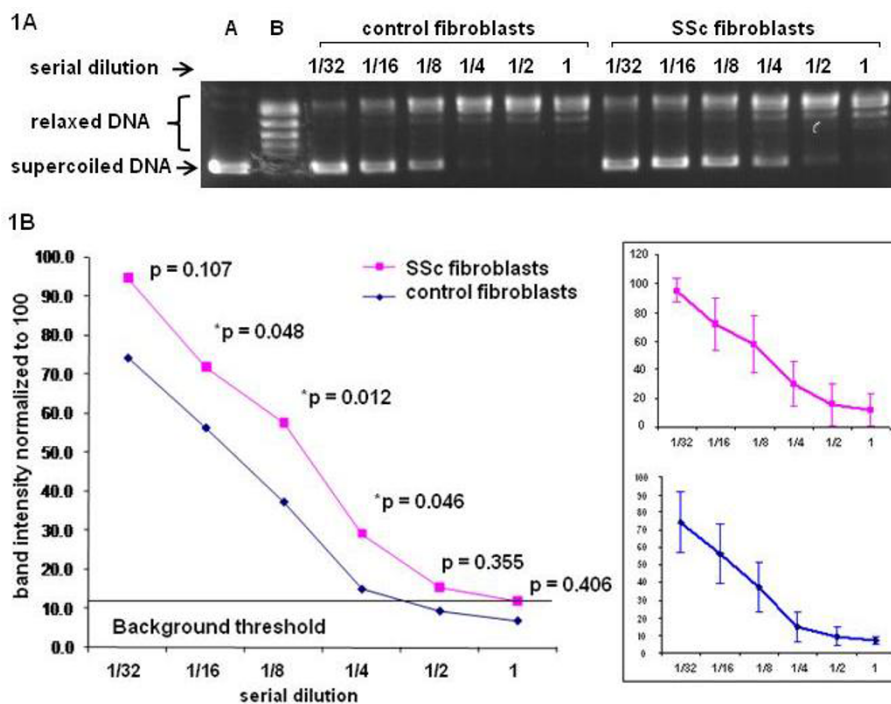 1A
A B control fibroblasts SSc fibroblasts
serial dilution 1/32 1/16 1/8 1/4 1/2 1 1/32 1/16 1/8 1/4 1/2 1
relaxed DNA
supercoiled DNA
1B
band intensity normalized to 100
100.0
90.0
80.0
70.0
60.0
50.0
40.0
30.0
20.0
10.0
0.0
SSc fibroblasts
control fibroblasts
p = 0.107
*p = 0.048
*p = 0.012
*p = 0.046
p = 0.355
p = 0.406
Background threshold
1/32 1/16 1/8 1/4 1/2 1
serial dilution
120
100
80
60
40
20
0
1/32 1/16 1/8 1/4 1/2 1
100
90
80
70
60
50
40
30
20
10
0
1/32 1/16 1/8 1/4 1/2 1